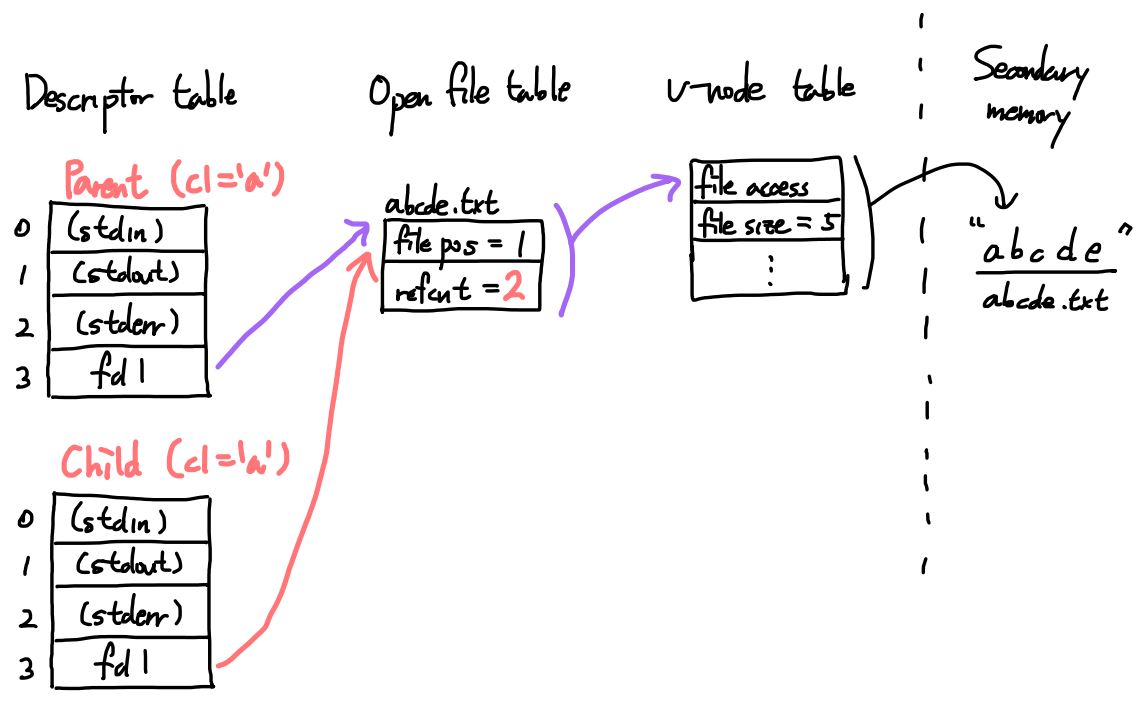 Descriptor table
Open file table
v-node table
Secondary
memory
Parent (c1='a')
0 (stdin)
1 (stdout)
2 (stderr)
3 fd1
abcde.txt
file pos = 1
refcnt = 2
file access
file size = 5
⋮
"abcde"
abcde.txt
Child (c1='a')
0 (stdin)
1 (stdout)
2 (stderr)
3 fd1